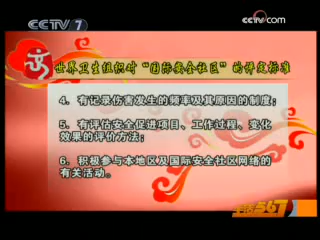 CCTV 7
CCTV.com
世界卫生组织对“国际安全社区”的评定标准
4．有记录伤害发生的频率及其原因的制度；
5．有评估安全促进项目、工作过程、变化
效果的评价方法；
6．积极参与本地区及国际安全社区网络的
有关活动。
567